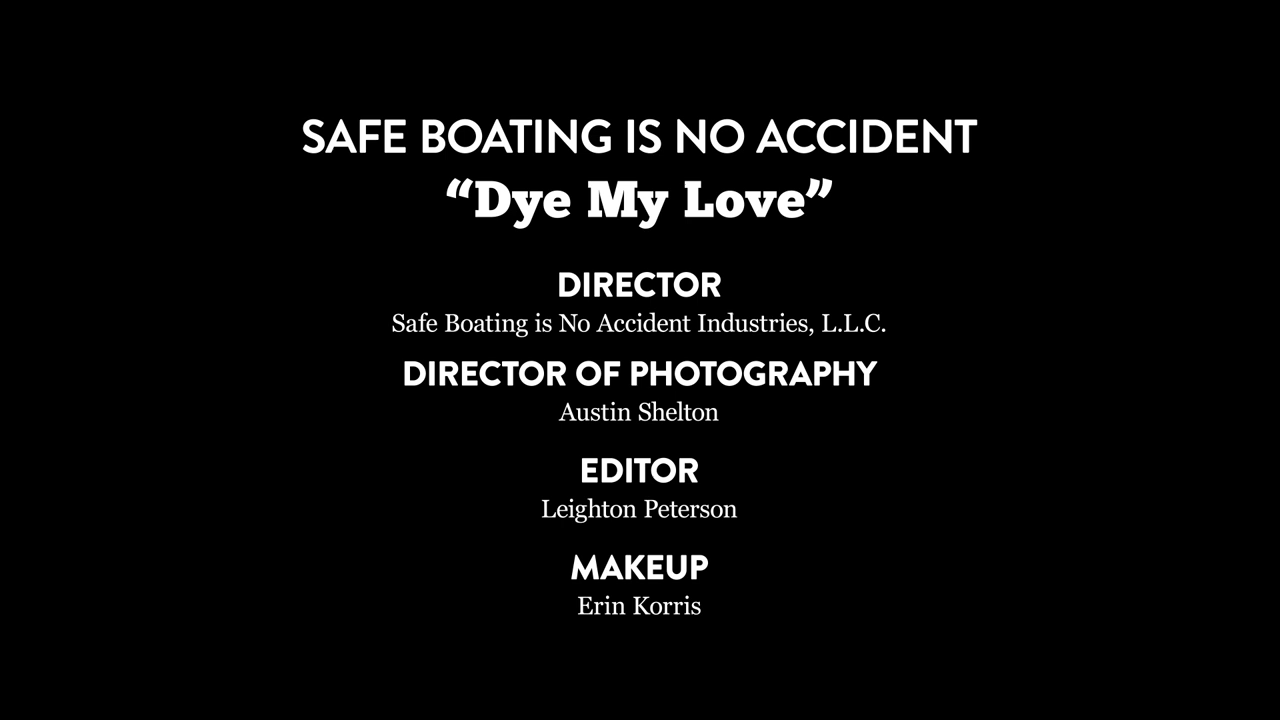 SAFE BOATING IS NO ACCIDENT
“Dye My Love”
DIRECTOR
Safe Boating is No Accident Industries, L.L.C.
DIRECTOR OF PHOTOGRAPHY
Austin Shelton
EDITOR
Leighton Peterson
MAKEUP
Erin Korris